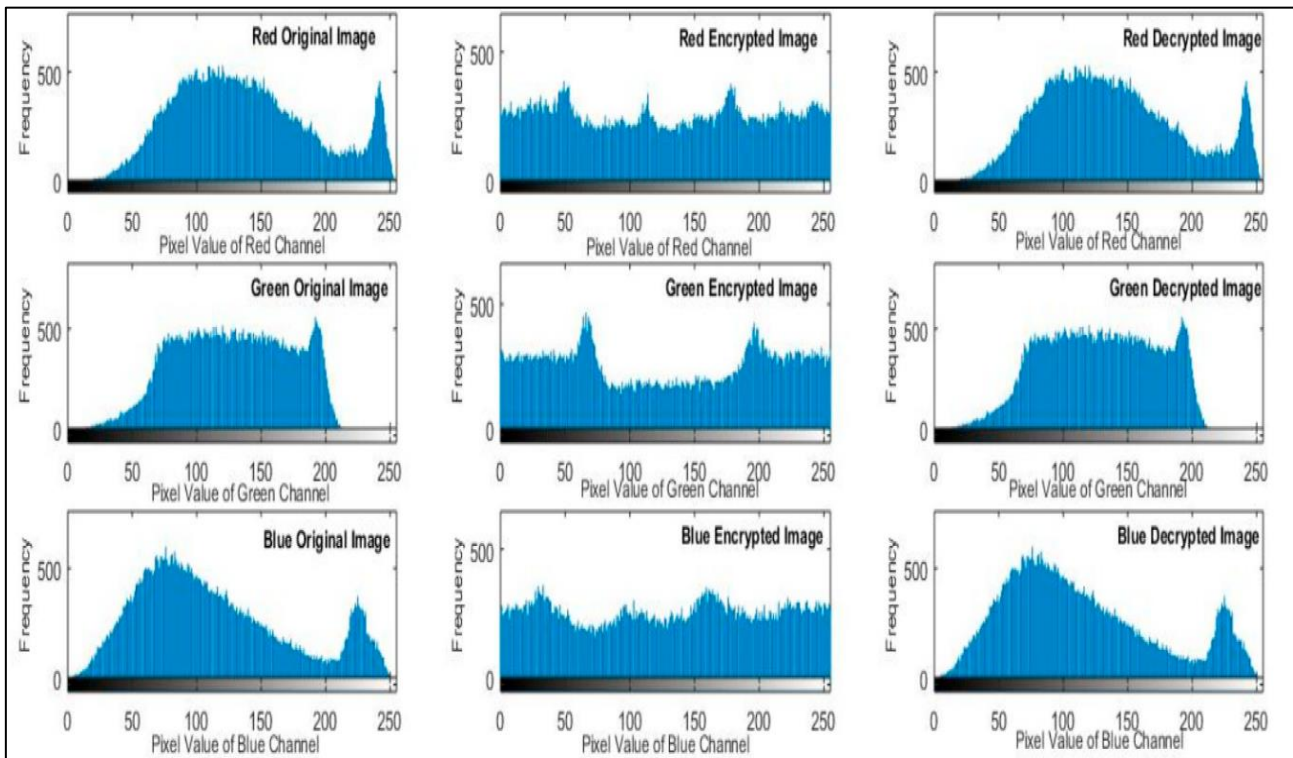 Red Original Image
Frequency
500
0
0 50 100 150 200 250
Pixel Value of Red Channel
Red Encrypted Image
Frequency
500
0
0 50 100 150 200 250
Pixel Value of Red Channel
Red Decrypted Image
Frequency
500
0
0 50 100 150 200 250
Pixel Value of Red Channel
Green Original Image
Frequency
500
0
0 50 100 150 200 250
Pixel Value of Green Channel
Green Encrypted Image
Frequency
500
0
0 50 100 150 200 250
Pixel Value of Green Channel
Green Decrypted Image
Frequency
500
0
0 50 100 150 200 250
Pixel Value of Green Channel
Blue Original Image
Frequency
500
0
0 50 100 150 200 250
Pixel Value of Blue Channel
Blue Encrypted Image
Frequency
500
0
0 50 100 150 200 250
Pixel Value of Blue Channel
Blue Decrypted Image
Frequency
500
0
0 50 100 150 200 250
Pixel Value of Blue Channel